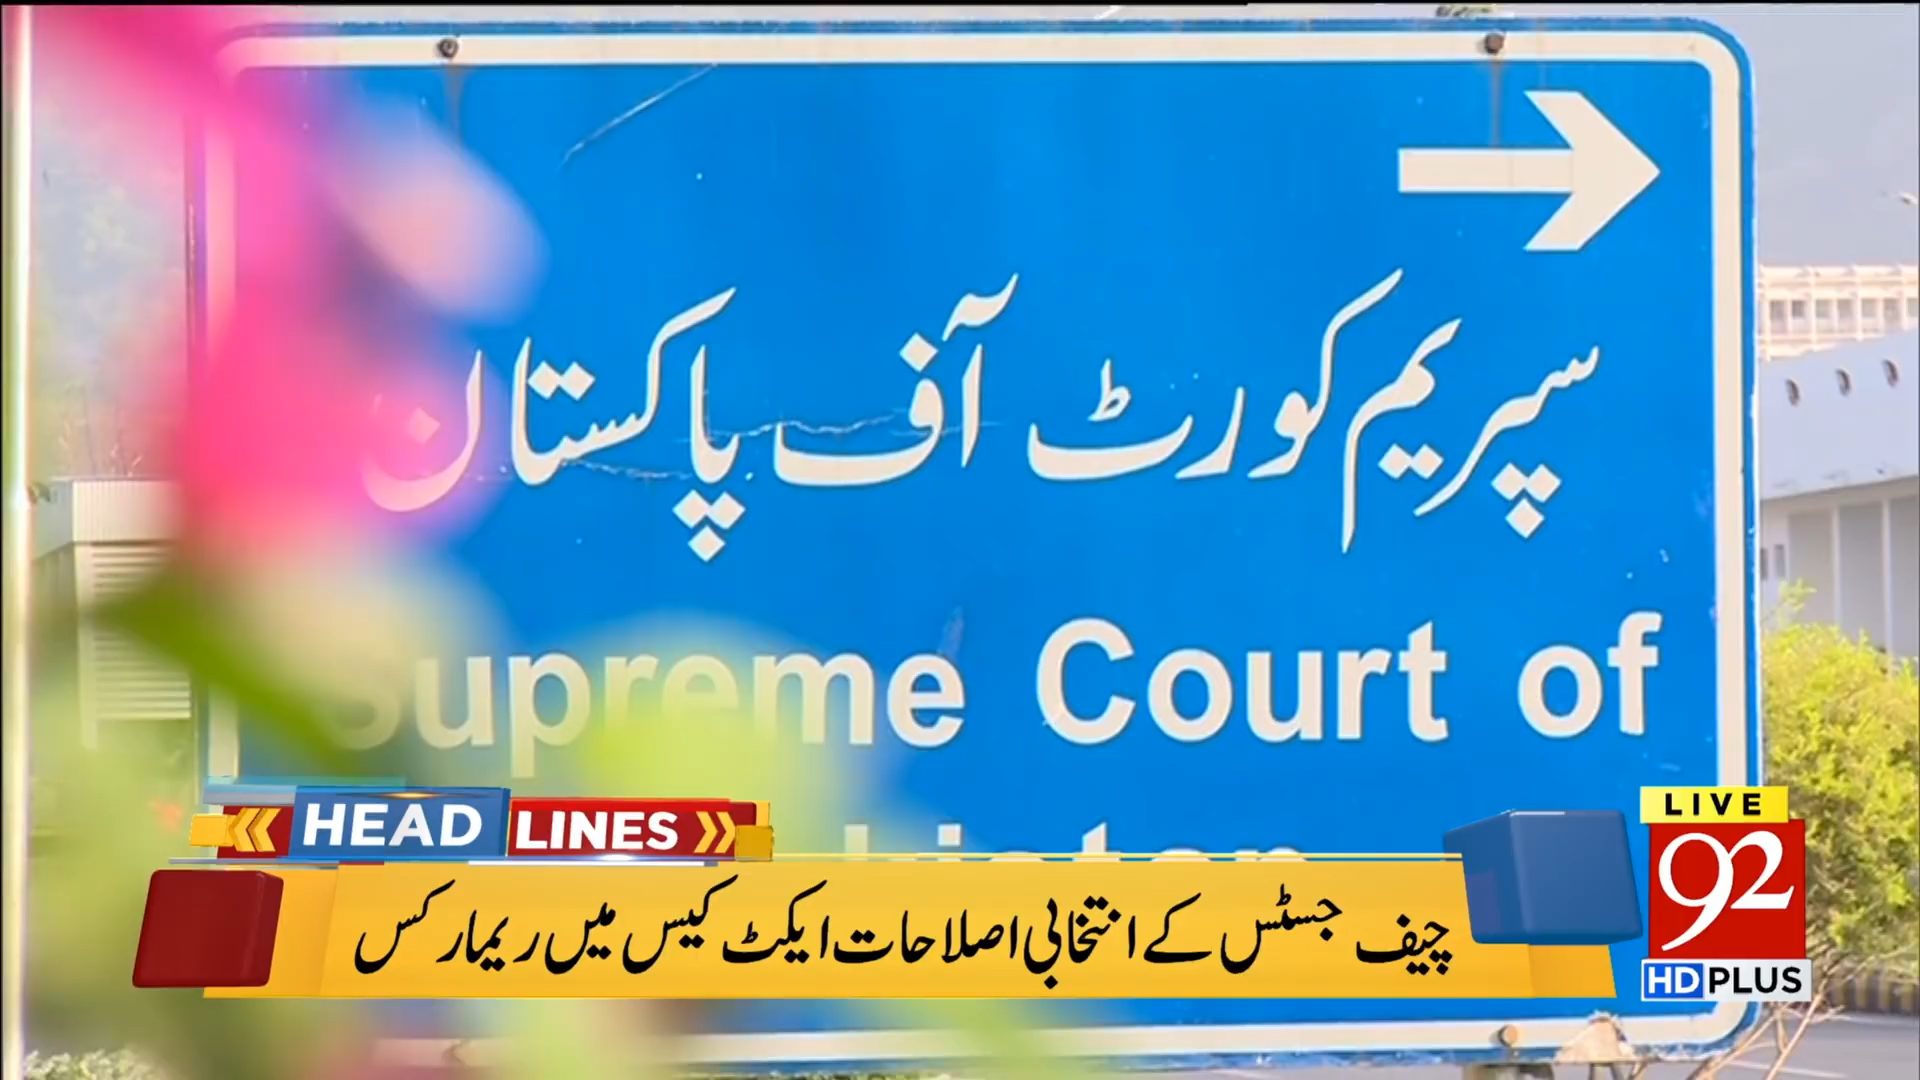 سپریم کورٹ آف پاکستان
Supreme Court of
HEAD LINES
چیف جسٹس کے انتخابی اصلاحات ایکٹ کیس میں ریمارکس
LIVE
92
HD PLUS